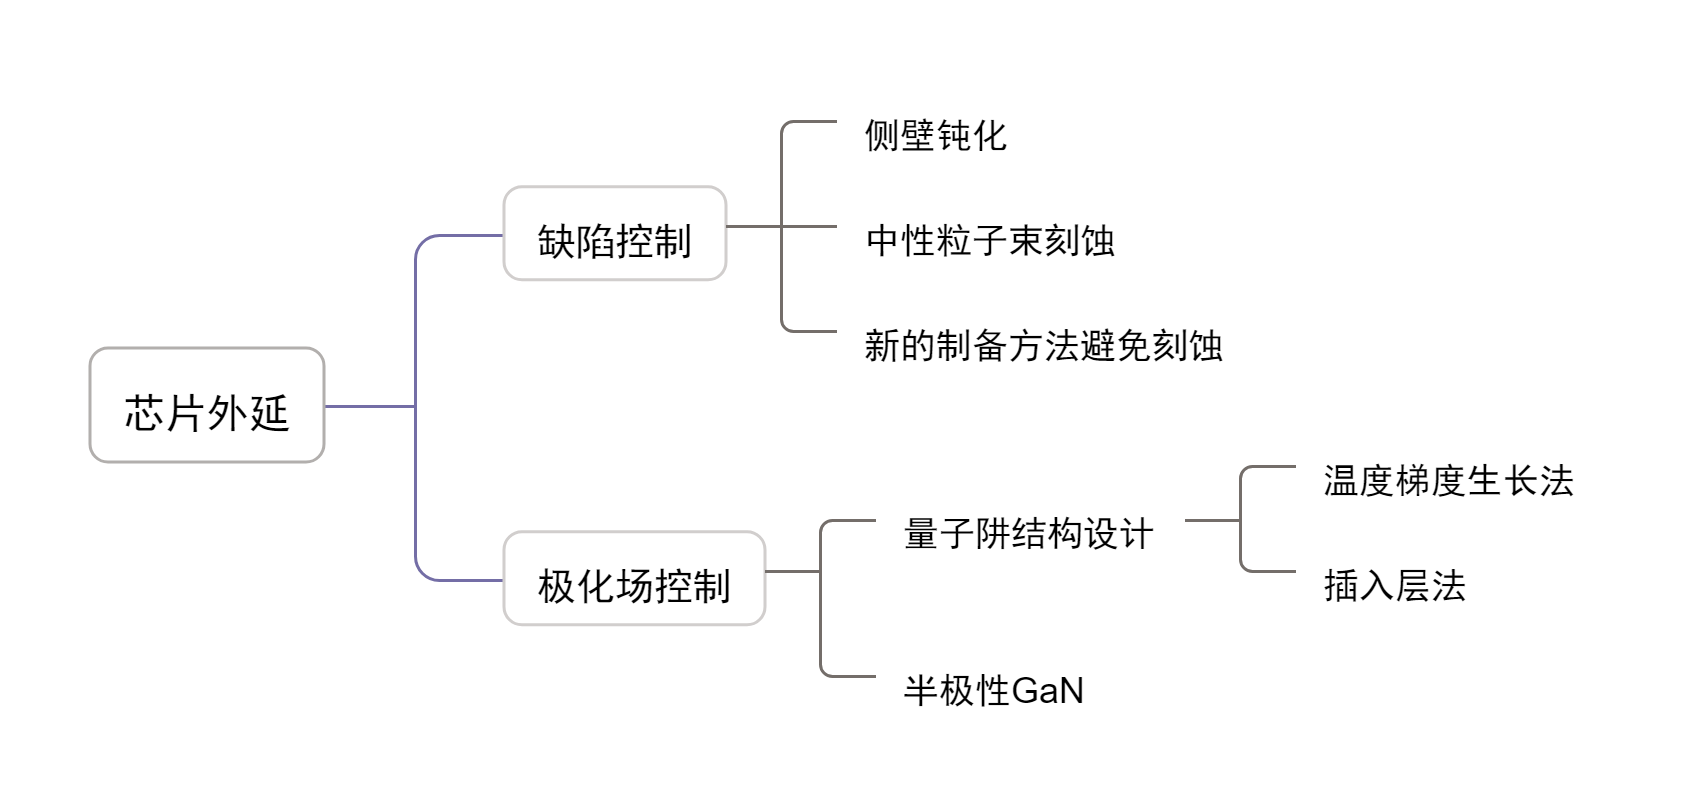 芯片外延
缺陷控制
侧壁钝化
中性粒子束刻蚀
新的制备方法避免刻蚀
极化场控制
量子阱结构设计
温度梯度生长法
插入层法
半极性GaN